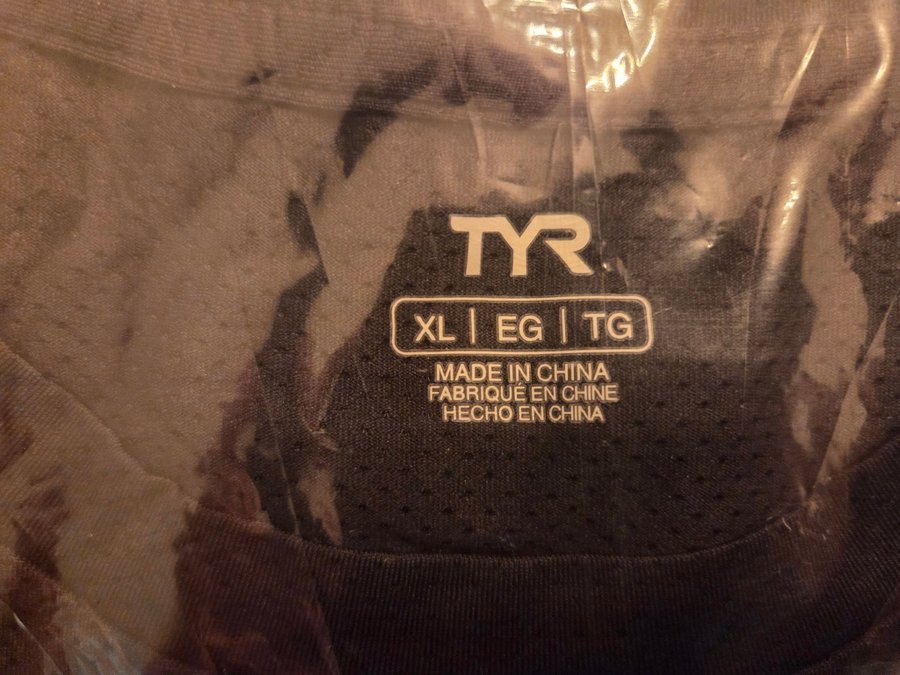 TYR
XL | EG | TG
MADE IN CHINA
FABRIQUÉ EN CHINE
HECHO EN CHINA